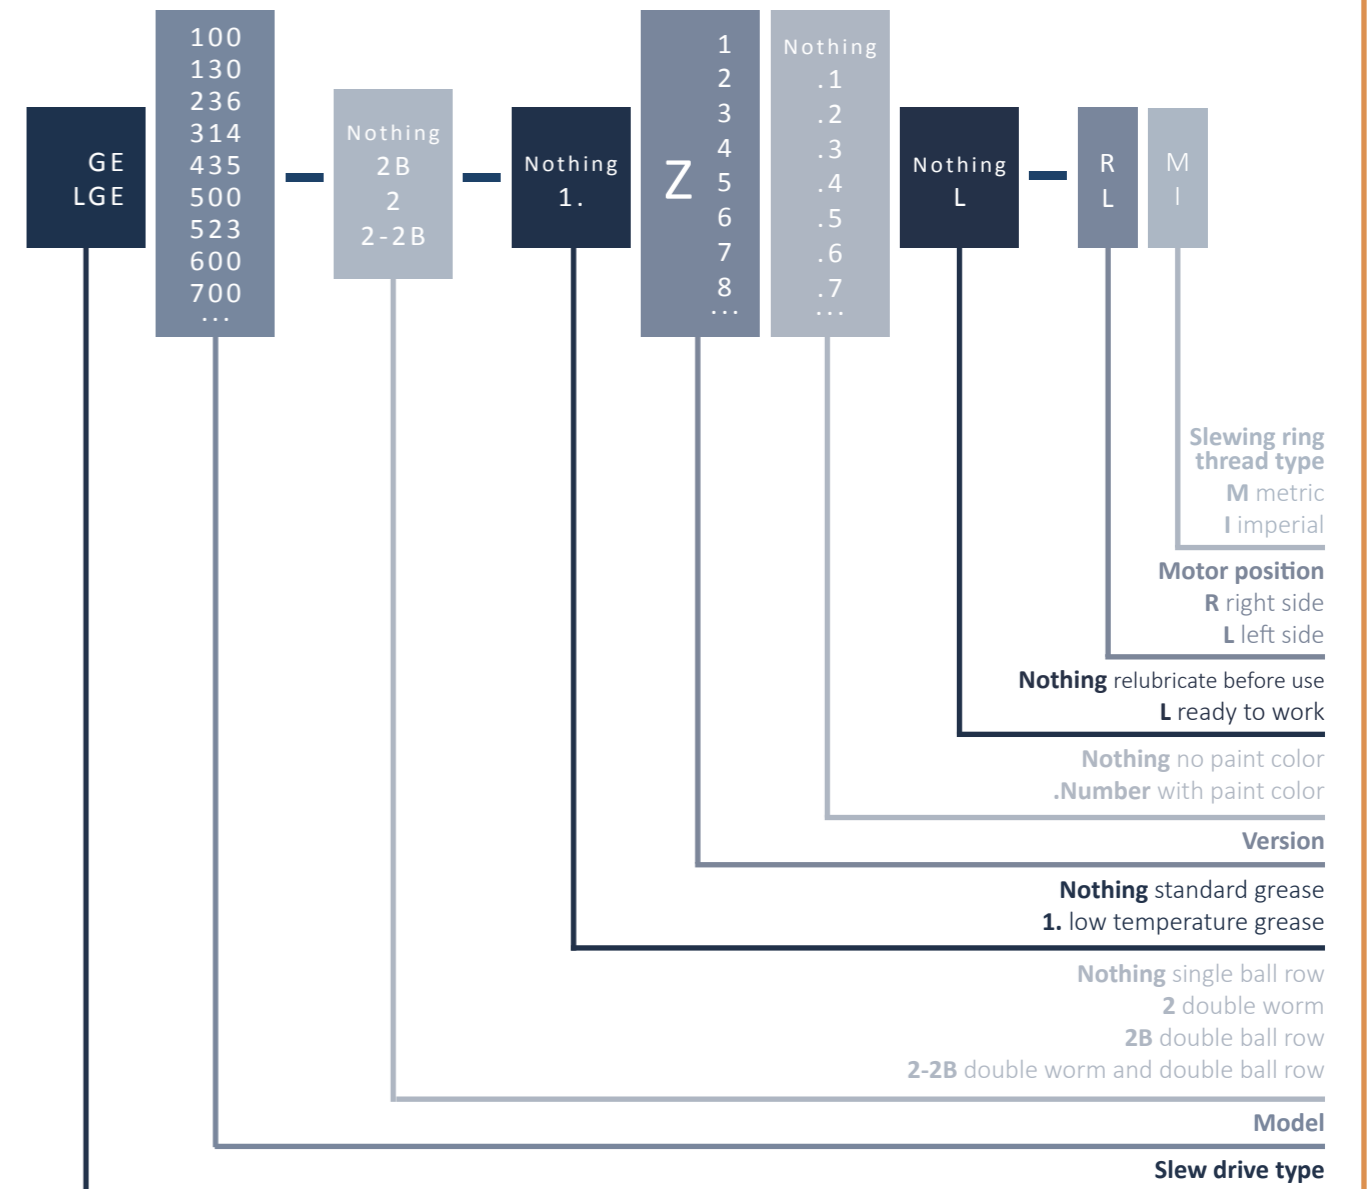 GE
LGE
100
130
236
314
435
500
523
600
700
...
Nothing
2B
2
2-2B
Nothing
1.
Z
1
2
3
4
5
6
7
8
...
Nothing
.1
.2
.3
.4
.5
.6
.7
...
Nothing
L
R
L
M
I
Slewing ring
thread type
M metric
I imperial
Motor position
R right side
L left side
Nothing relubricate before use
L ready to work
Nothing no paint color
.Number with paint color
Version
Nothing standard grease
1. low temperature grease
Nothing single ball row
2 double worm
2B double ball row
2-2B double worm and double ball row
Model
Slew drive type